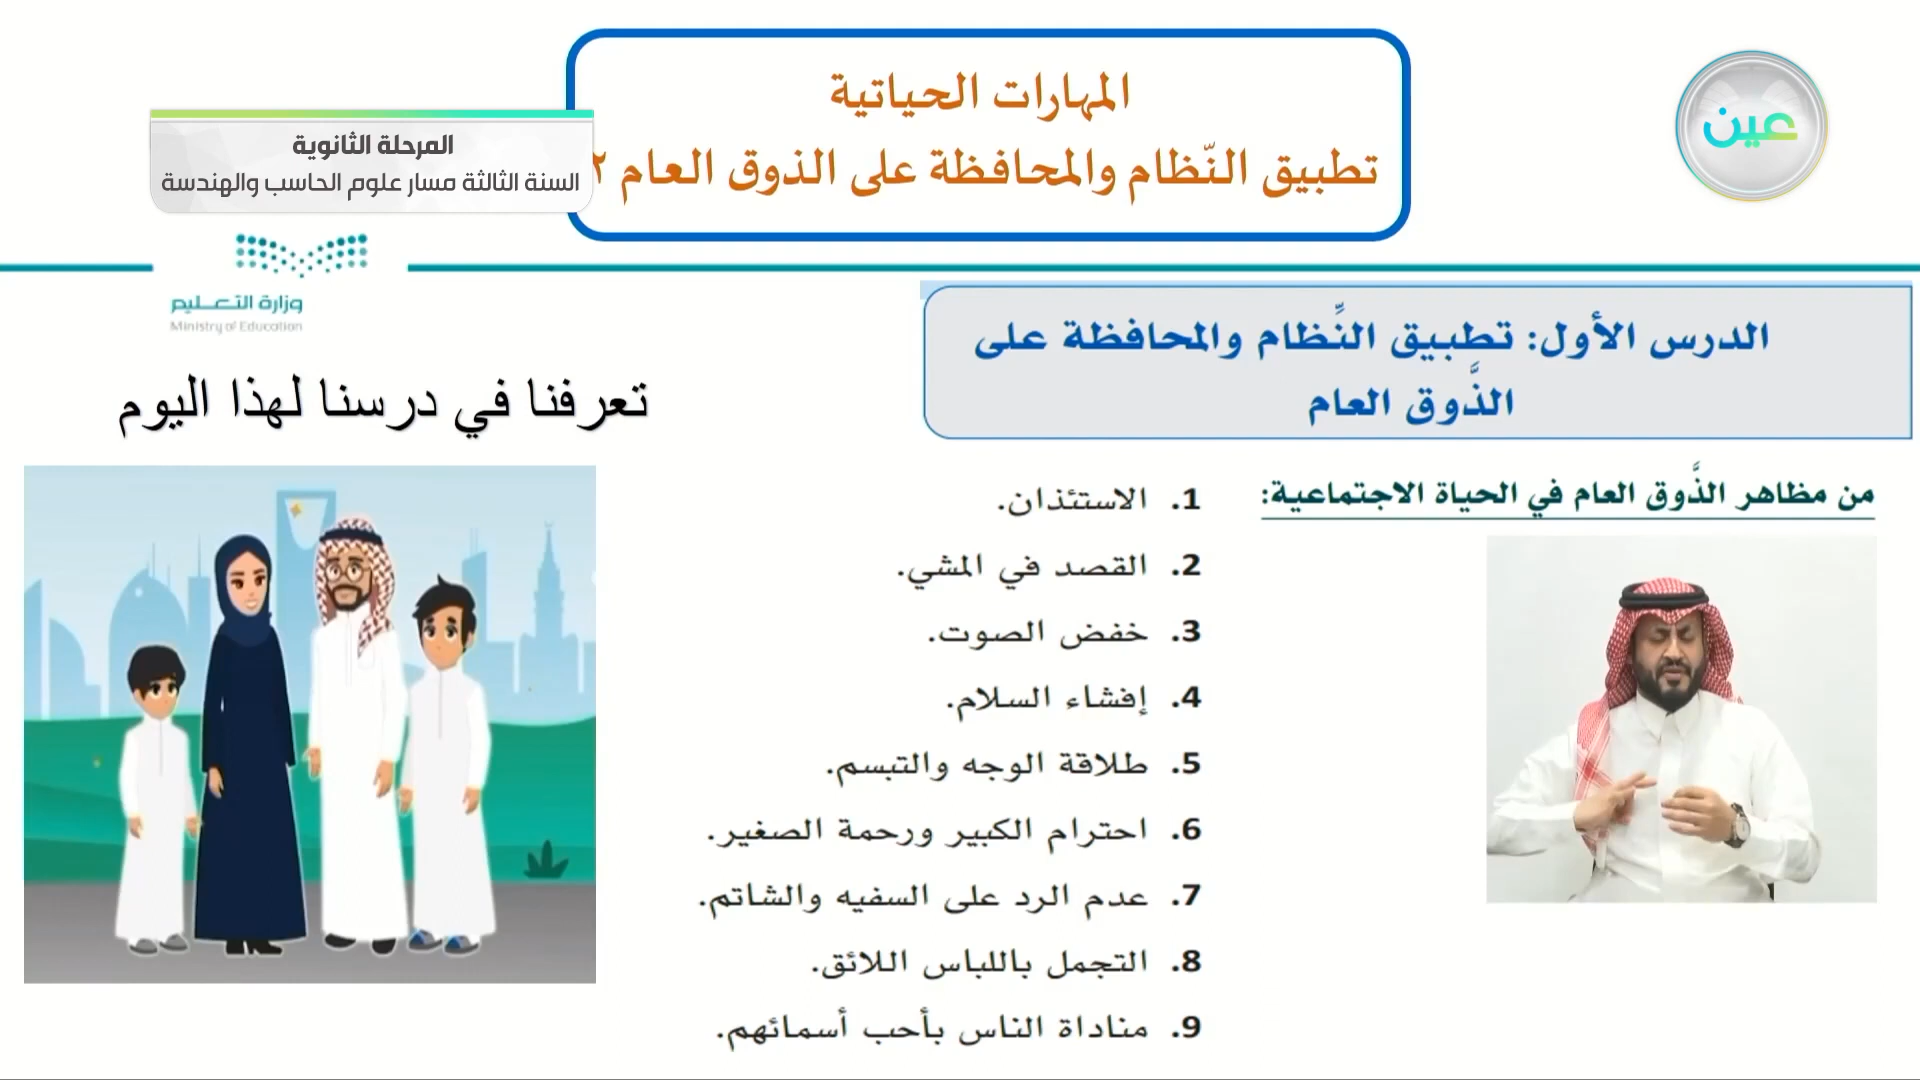 المهارات الحياتية
تطبيق النّظام والمحافظة على الذوق العام ٢
عين
المرحلة الثانوية
السنة الثالثة مسار علوم الحاسب والهندسة
وزارة التعليم
Ministry of Education
الدرس الأول: تطبيق النِّظام والمحافظة على
الذَّوق العام
تعرفنا في درسنا لهذا اليوم
من مظاهر الذَّوق العام في الحياة الاجتماعية:
1. الاستئذان.
2. القصد في المشي.
3. خفض الصوت.
4. إفشاء السلام.
5. طلاقة الوجه والتبسم.
6. احترام الكبير ورحمة الصغير.
7. عدم الرد على السفيه والشاتم.
8. التجمل باللباس اللائق.
9. مناداة الناس بأحب أسمائهم.